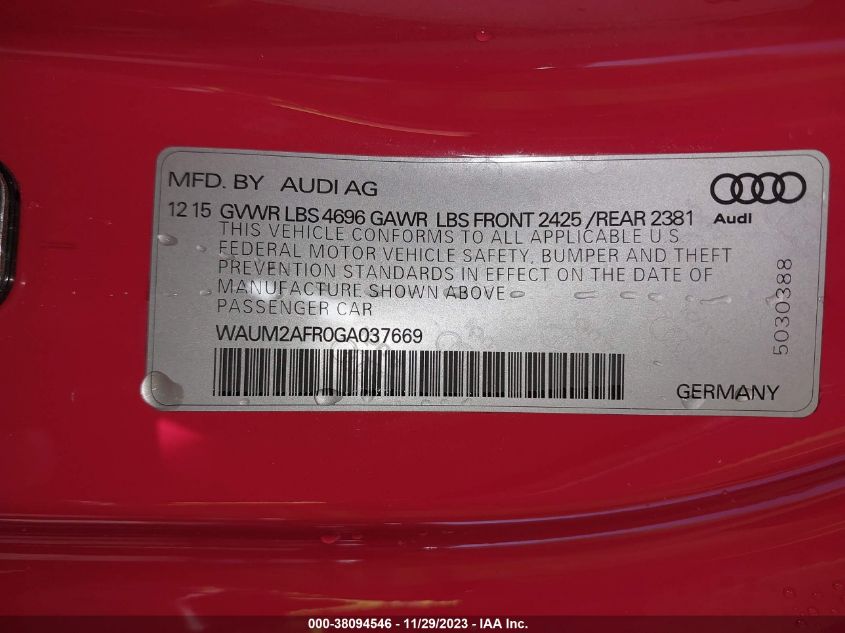 MFD. BY AUDI AG
12 15 GVWR LBS 4696 GAWR LBS FRONT 2425 / REAR 2381
Audi
THIS VEHICLE CONFORMS TO ALL APPLICABLE U.S
FEDERAL MOTOR VEHICLE SAFETY, BUMPER AND THEFT
PREVENTION STANDARDS IN EFFECT ON THE DATE OF
MANUFACTURE SHOWN ABOVE
PASSENGER CAR
WAUM2AFR0GA037669
5030388
GERMANY
000-38094546 - 11/29/2023 - © IAA Inc.